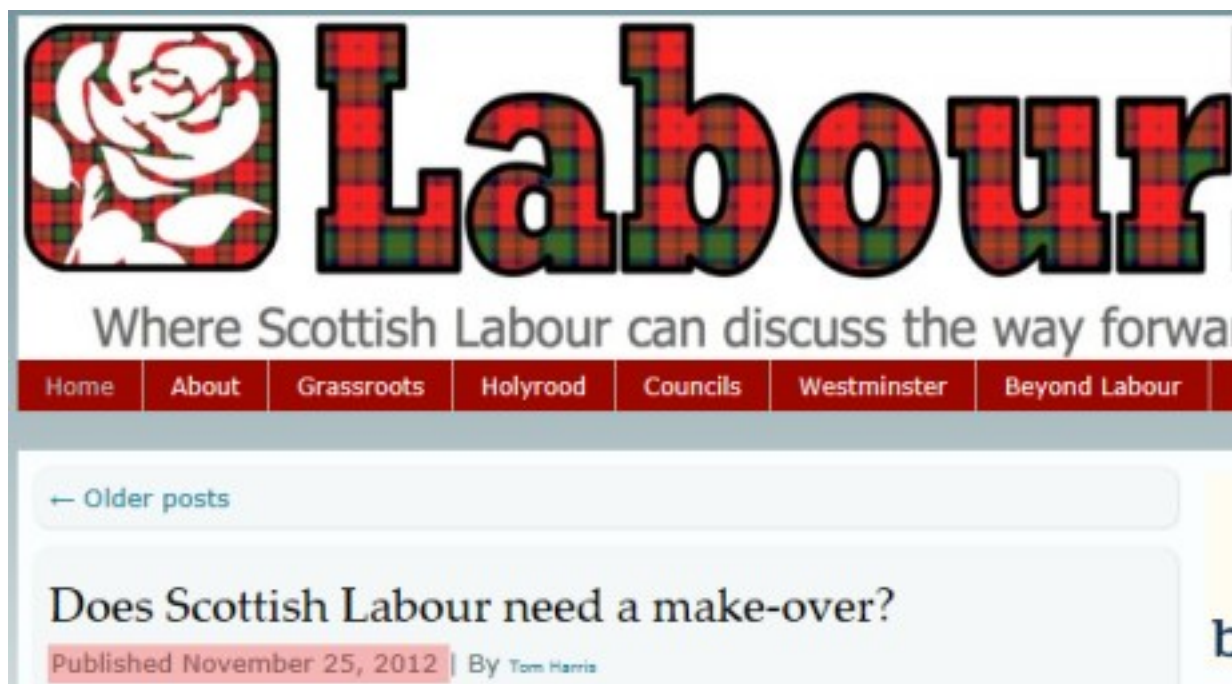 Labour
Where Scottish Labour can discuss the way forwa
Home About Grassroots Holyrood Councils Westminster Beyond Labour
← Older posts
Does Scottish Labour need a make-over?
Published November 25, 2012 | By Tom Harris
b